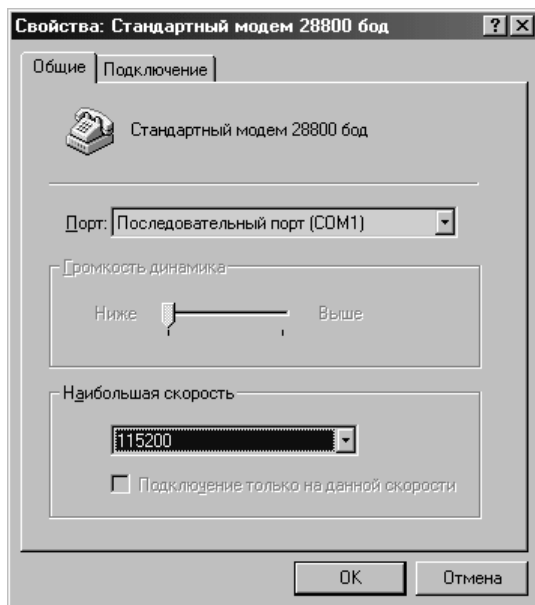 Свойства: Стандартный модем 28800 бод
Общие Подключение
Стандартный модем 28800 бод
Порт: Последовательный порт (COM1)
Громкость динамика
Ниже Выше
Наибольшая скорость
115200
Подключение только на данной скорости
OK Отмена